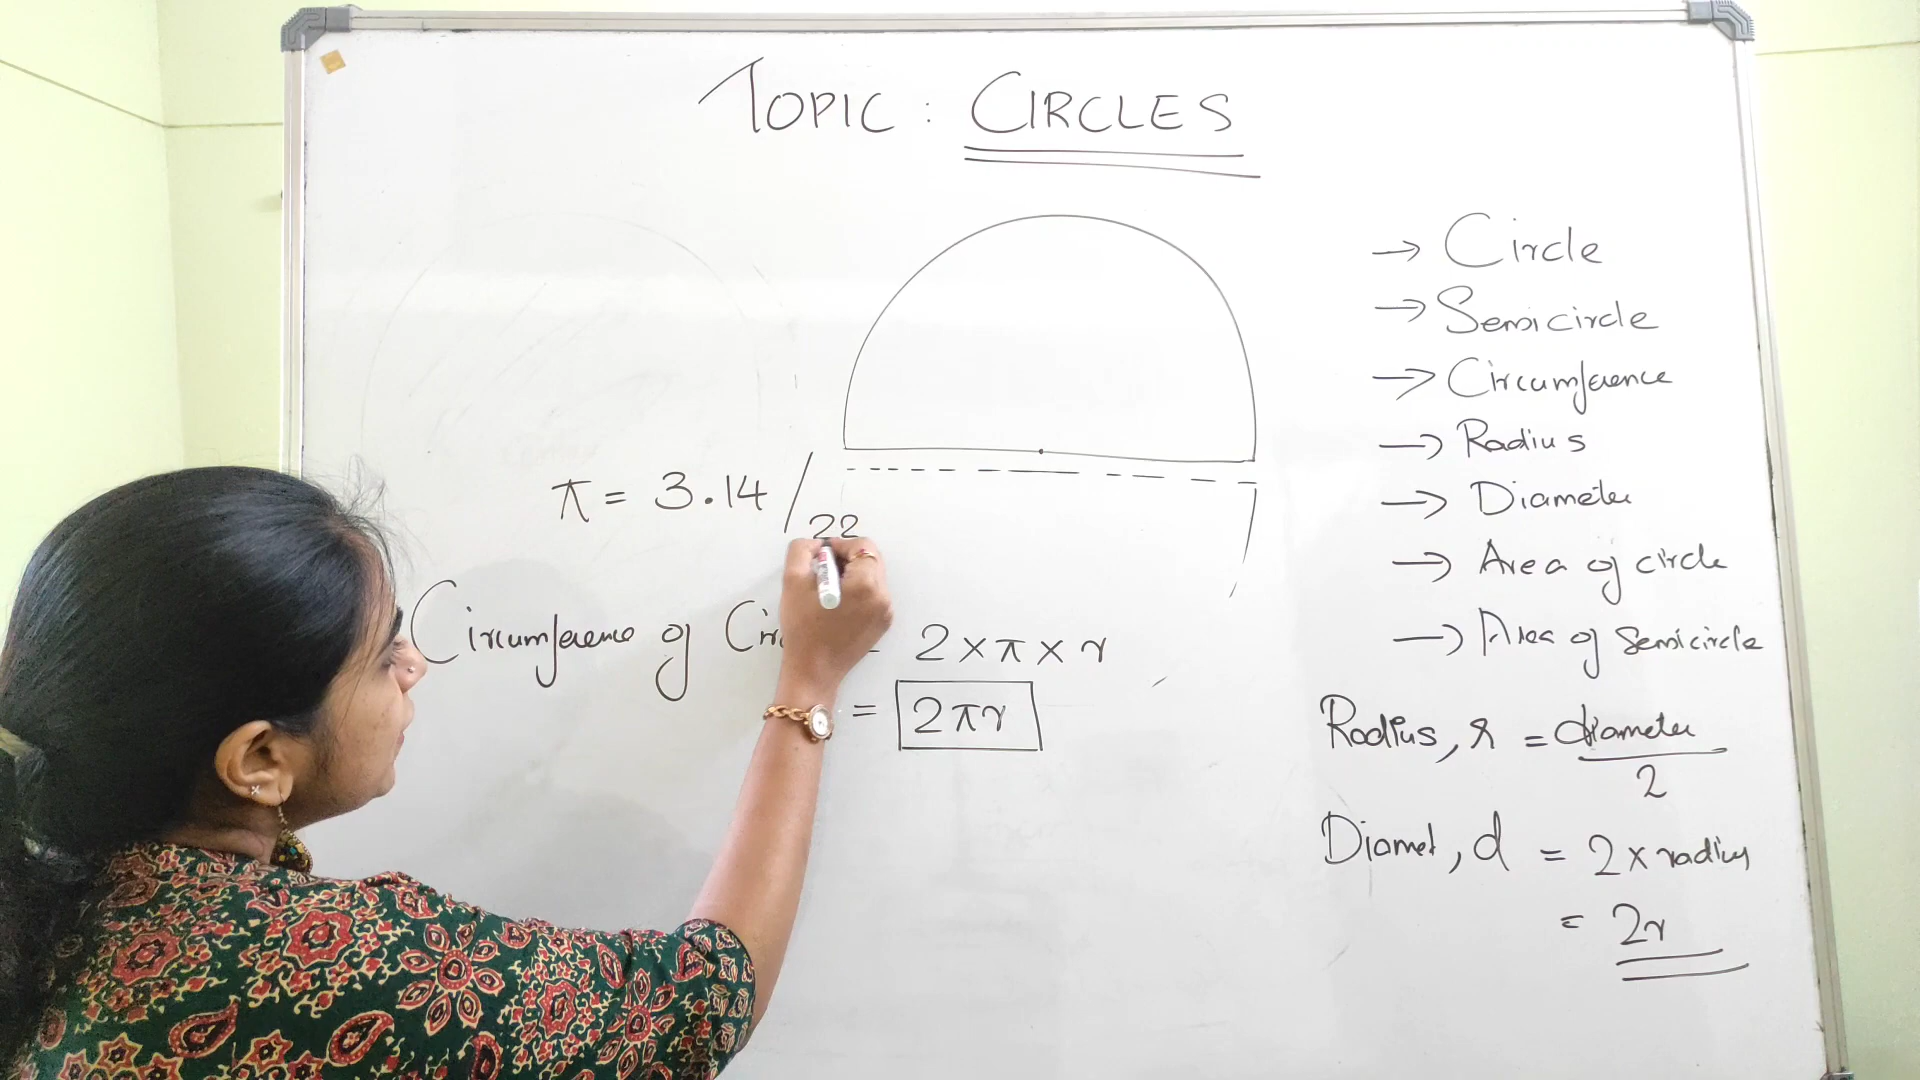 TOPIC : CIRCLES
→ Circle
→ Semicircle
→ Circumference
→ Radius
→ Diameter
→ Area of circle
→ Area of Semicircle
π = 3.14 / 22
Circumference of = 2 × π × r
= 2πr
Radius, r = diameter
2
Diamet, d = 2 × radius
= 2r